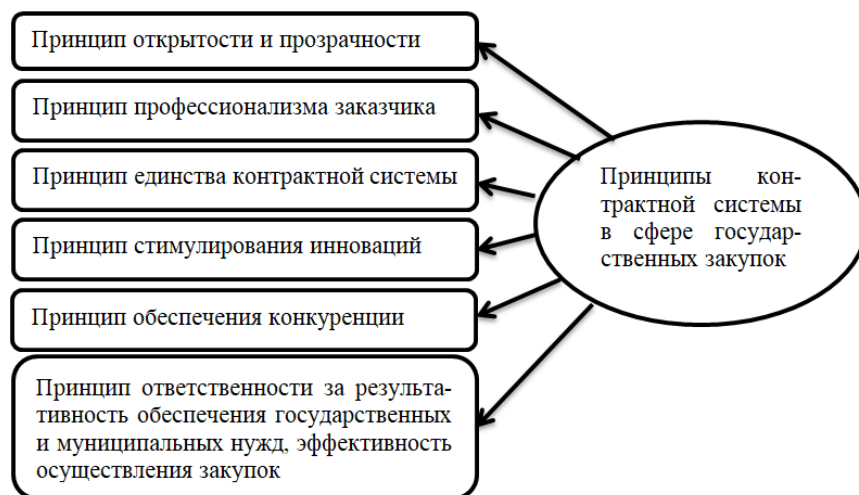 Принцип открытости и прозрачности
Принцип профессионализма заказчика
Принцип единства контрактной системы
Принцип стимулирования инноваций
Принцип обеспечения конкуренции
Принцип ответственности за результа-
тивность обеспечения государственных
и муниципальных нужд, эффективность
осуществления закупок
Принципы кон-
трактной системы
в сфере государ-
ственных закупок